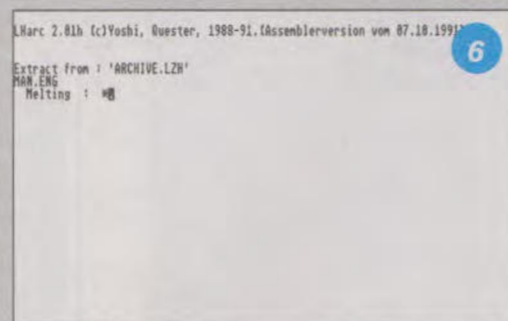 LHarc 2.01h (c)Yoshi, Quester, 1988-91.(Assemblerversion vom 07.10.1991)
6
Extract from : 'ARCHIVE.LZH'
MAN.ENG
Melting :